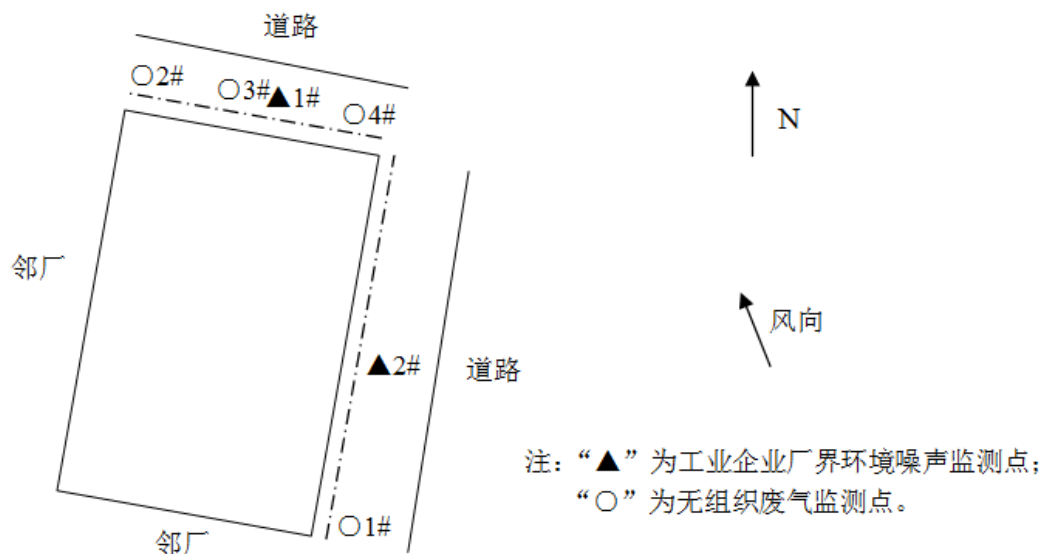 道路
○2#
○3#
▲1#
○4#
N
邻厂
风向
▲2#
道路
注：“▲”为工业企业厂界环境噪声监测点；
“○”为无组织废气监测点。
○1#
邻厂